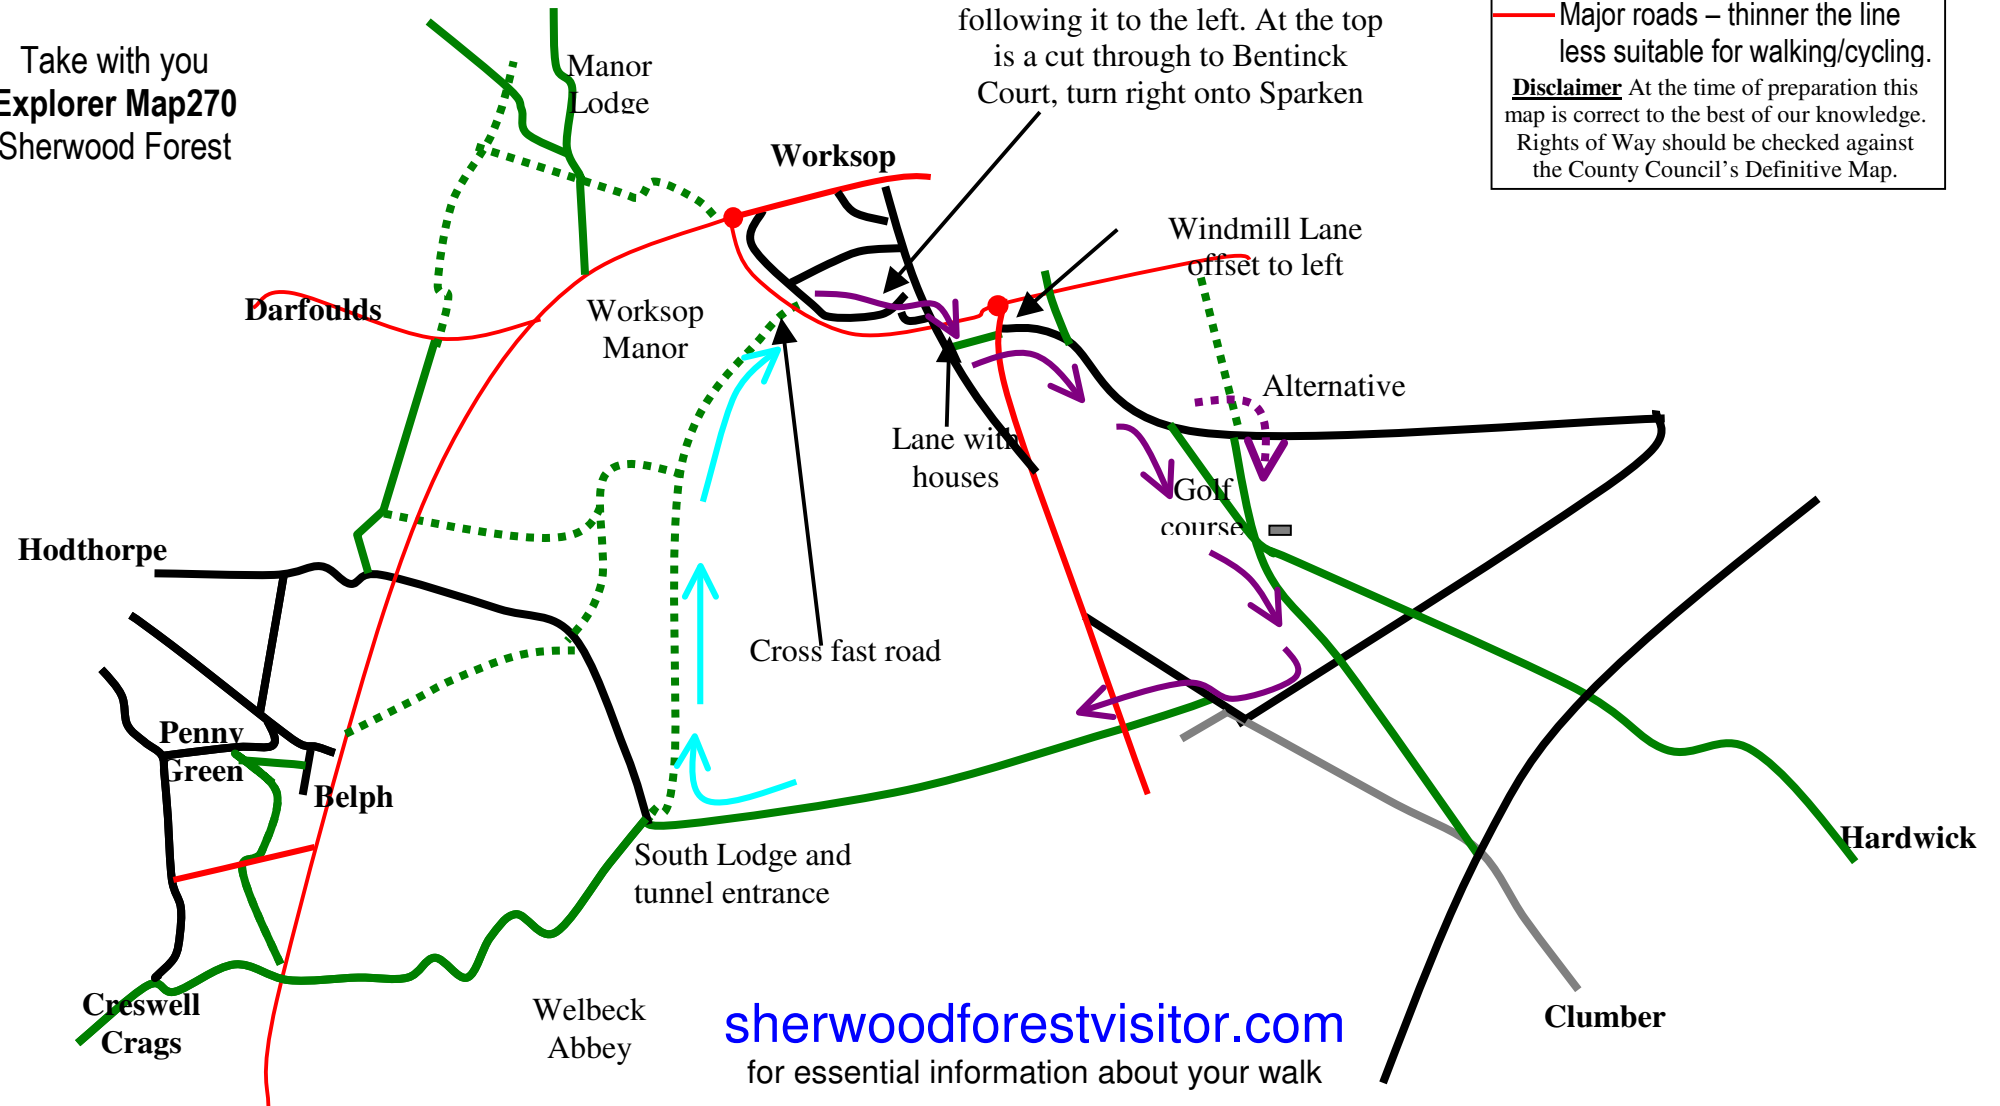 Take with you
Explorer Map270
Sherwood Forest
following it to the left. At the top
is a cut through to Bentinck
Court, turn right onto Sparken
Major roads – thinner the line
less suitable for walking/cycling.
Disclaimer At the time of preparation this
map is correct to the best of our knowledge.
Rights of Way should be checked against
the County Council's Definitive Map.
Manor
Lodge
Worksop
Windmill Lane
offset to left
Darfoulds
Worksop
Manor
Alternative
Lane with
houses
Golf
course
Hodthorpe
Cross fast road
Penny
Green
Belph
South Lodge and
tunnel entrance
Hardwick
Creswell
Crags
Welbeck
Abbey
sherwoodforestvisitor.com
for essential information about your walk
Clumber